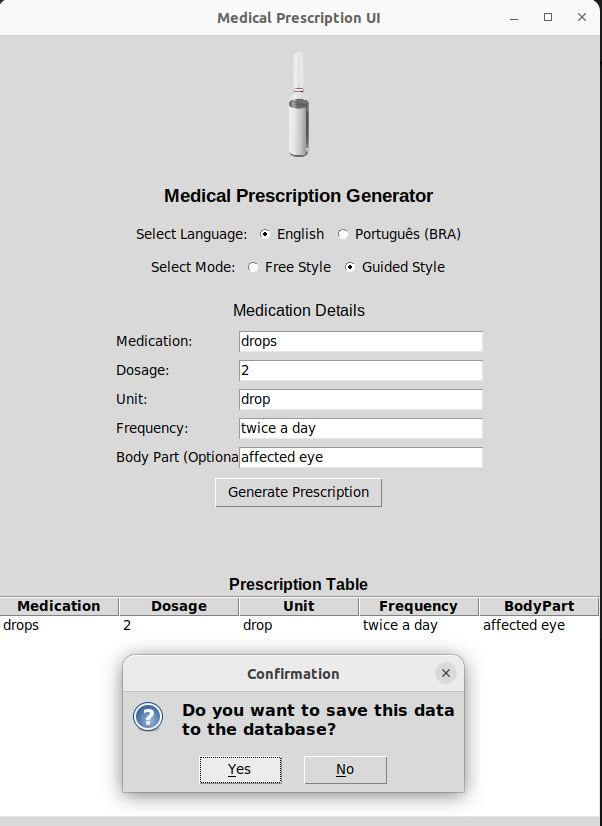 Medical Prescription UI
Medical Prescription Generator
Select Language: English Português (BRA)
Select Mode: Free Style Guided Style
Medication Details
Medication: drops
Dosage: 2
Unit: drop
Frequency: twice a day
Body Part (Optiona affected eye
Generate Prescription
Prescription Table
Medication Dosage Unit Frequency BodyPart
drops 2 drop twice a day affected eye
Confirmation
Do you want to save this data
to the database?
Yes No